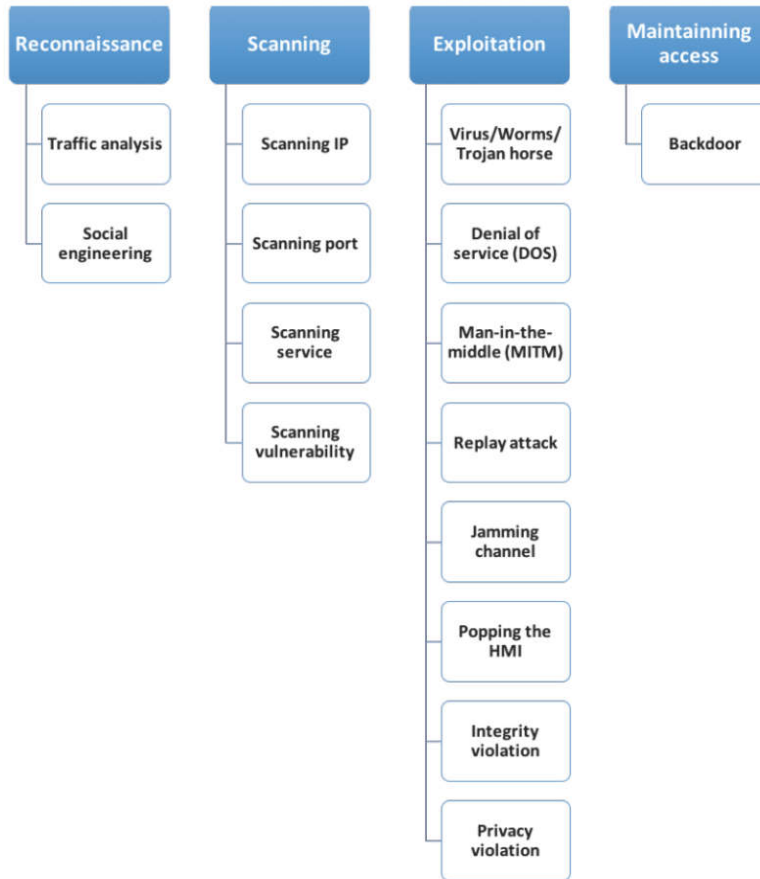 Reconnaissance
Traffic analysis
Social
engineering
Scanning
Scanning IP
Scanning port
Scanning
service
Scanning
vulnerability
Exploitation
Virus/Worms/
Trojan horse
Denial of
service (DOS)
Man-in-the-
middle (MITM)
Replay attack
Jamming
channel
Popping the
HMI
Integrity
violation
Privacy
violation
Maintainning
access
Backdoor